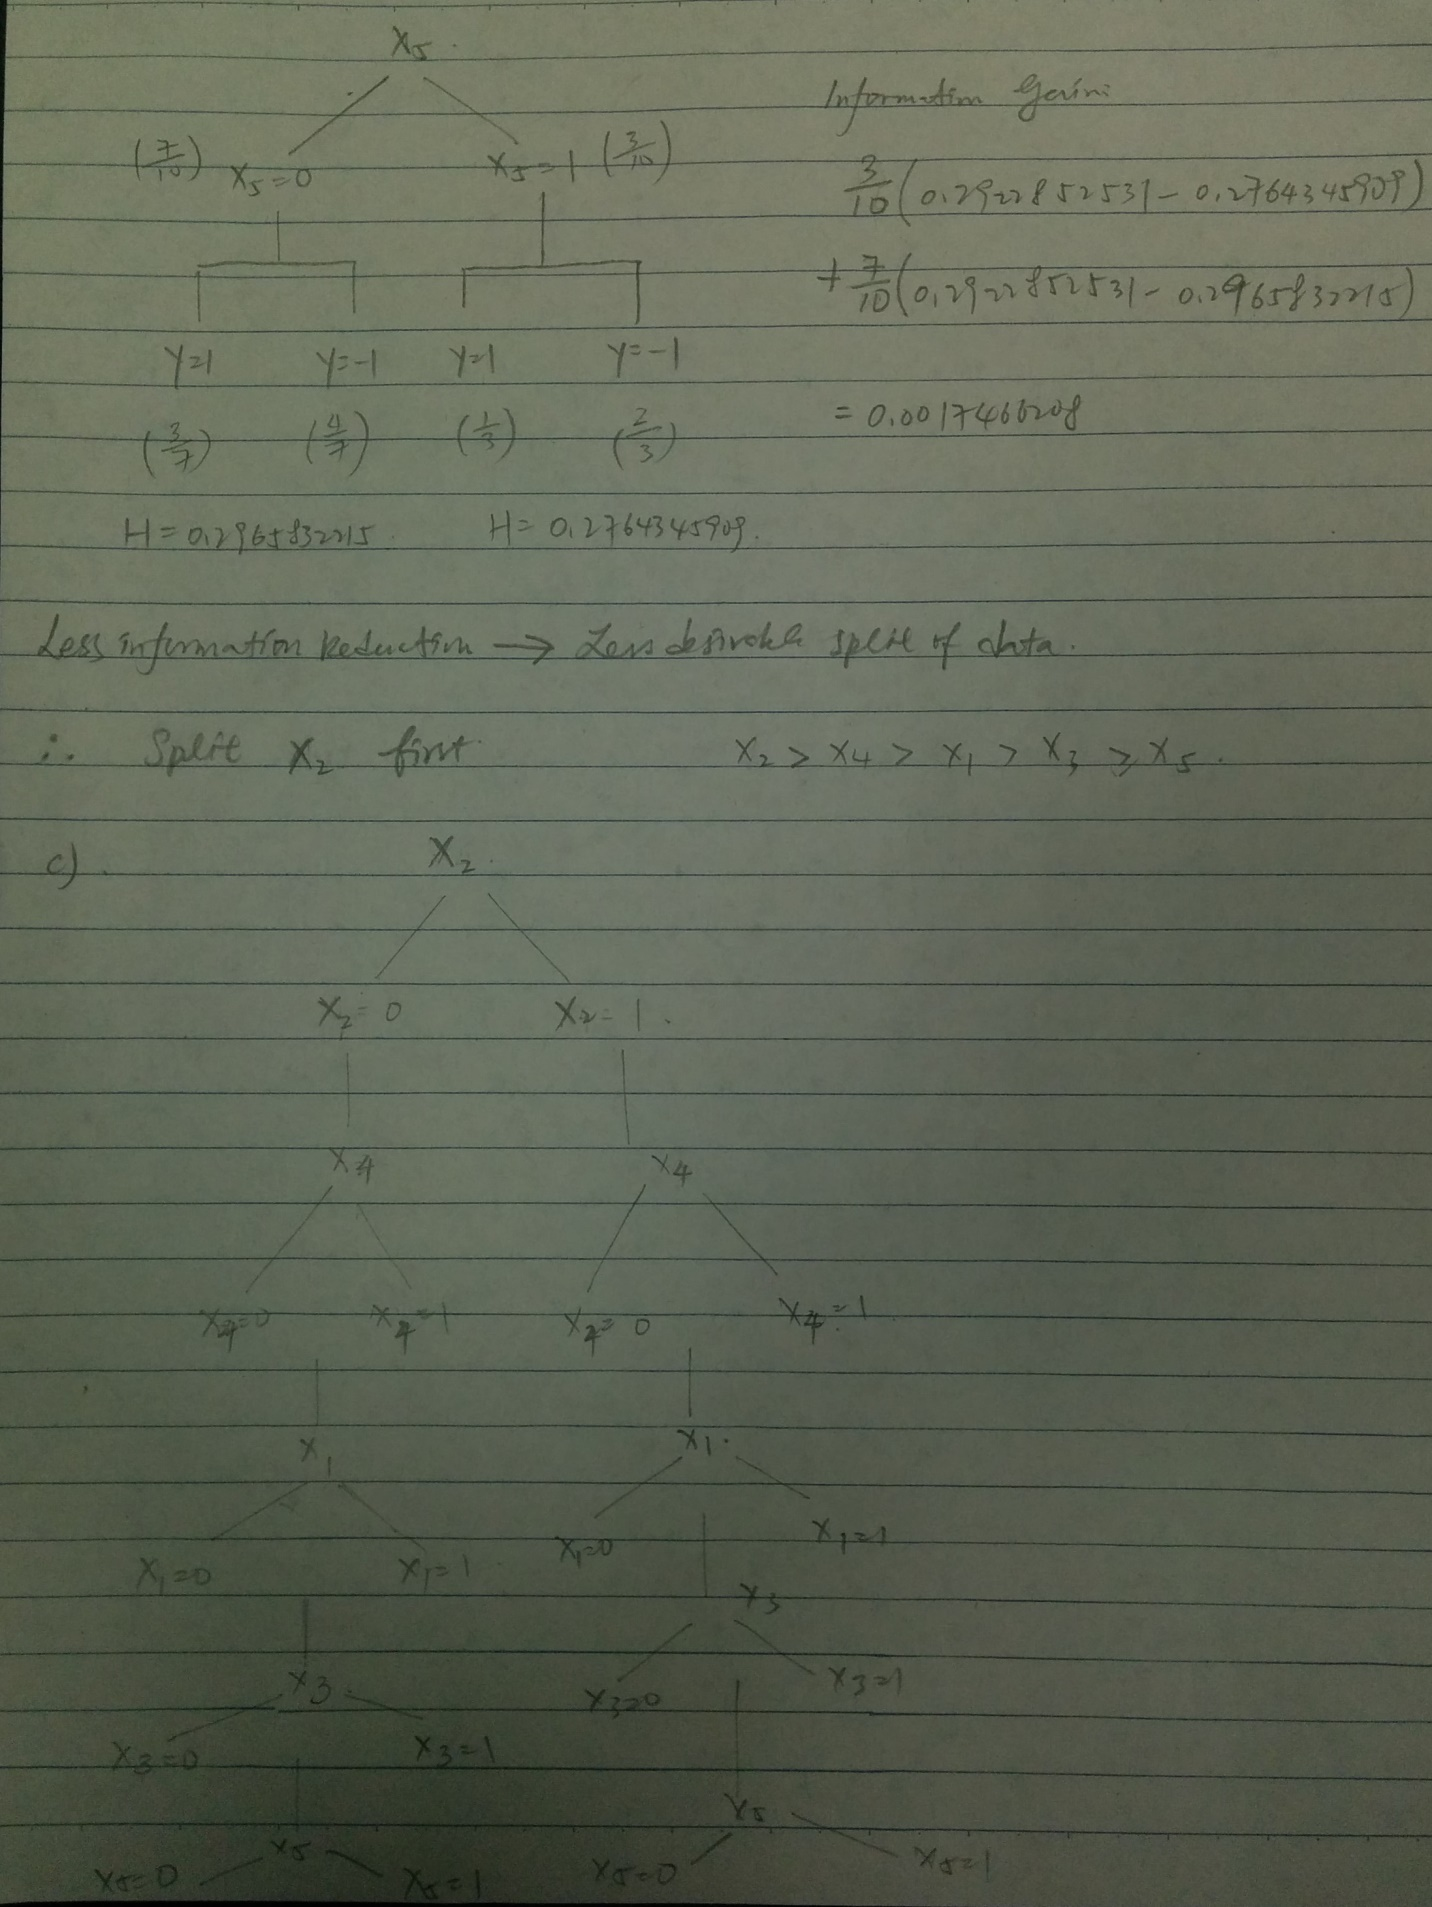 X5
Information Gain:
(7/10) X5=0 X5=1 (3/10)
3/10 (0.2922852531 - 0.2764345909)
+ 7/10 (0.2922852531 - 0.2965832215)
Y=1 Y=-1 Y=1 Y=-1
= 0.0017466208
(3/7) (4/7) (1/3) (2/3)
H = 0.2965832215 H = 0.2764345909.
Less information Reduction → Less desirable split of data.
∴ Split X2 first X2 > X4 > X1 > X3 ≥ X5.
c). X2
X2=0 X2=1
X4 X4
X4=0 X4=1 X4=0 X4=1
X1 X1
X1=0 X1=1 X1=0 X1=1
X3 X3
X3=0 X3=1 X3=0 X3=1
X5 X5
X5=0 X5=1 X5=0 X5=1